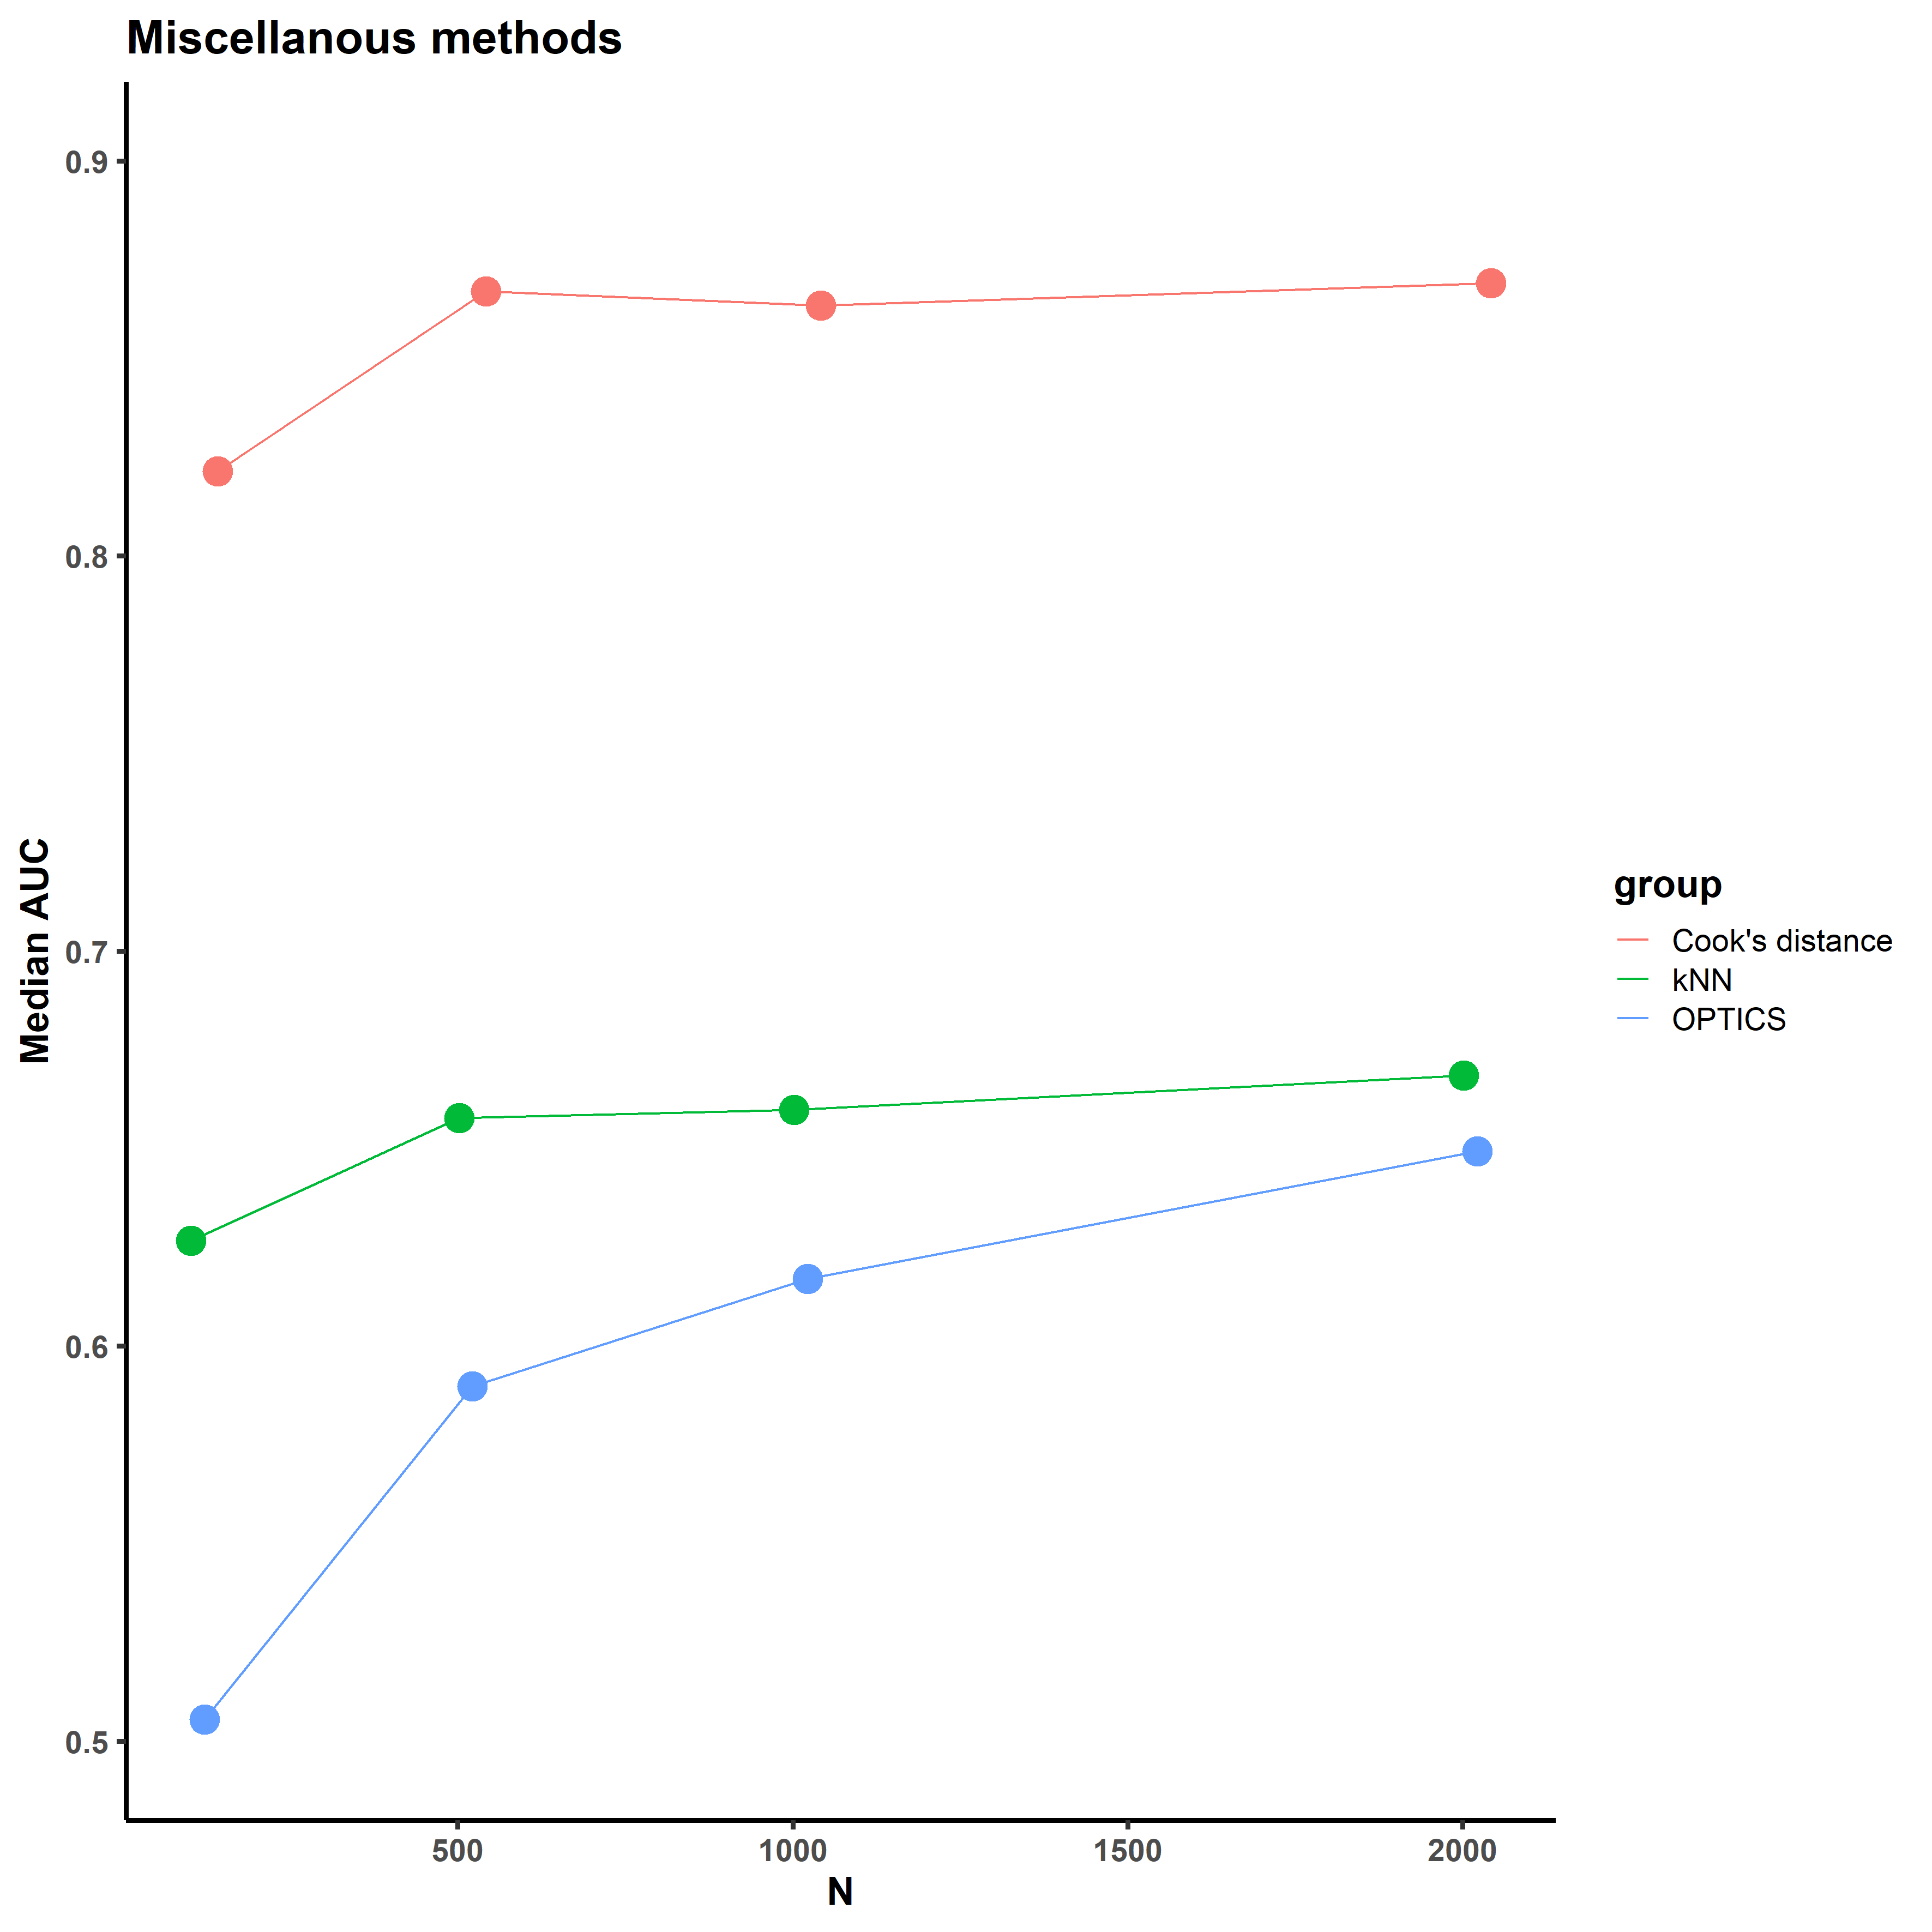 Miscellanous methods
0.9
0.8
0.7
0.6
0.5
Median AUC
500 1000 1500 2000
N
group
Cook's distance
kNN
OPTICS